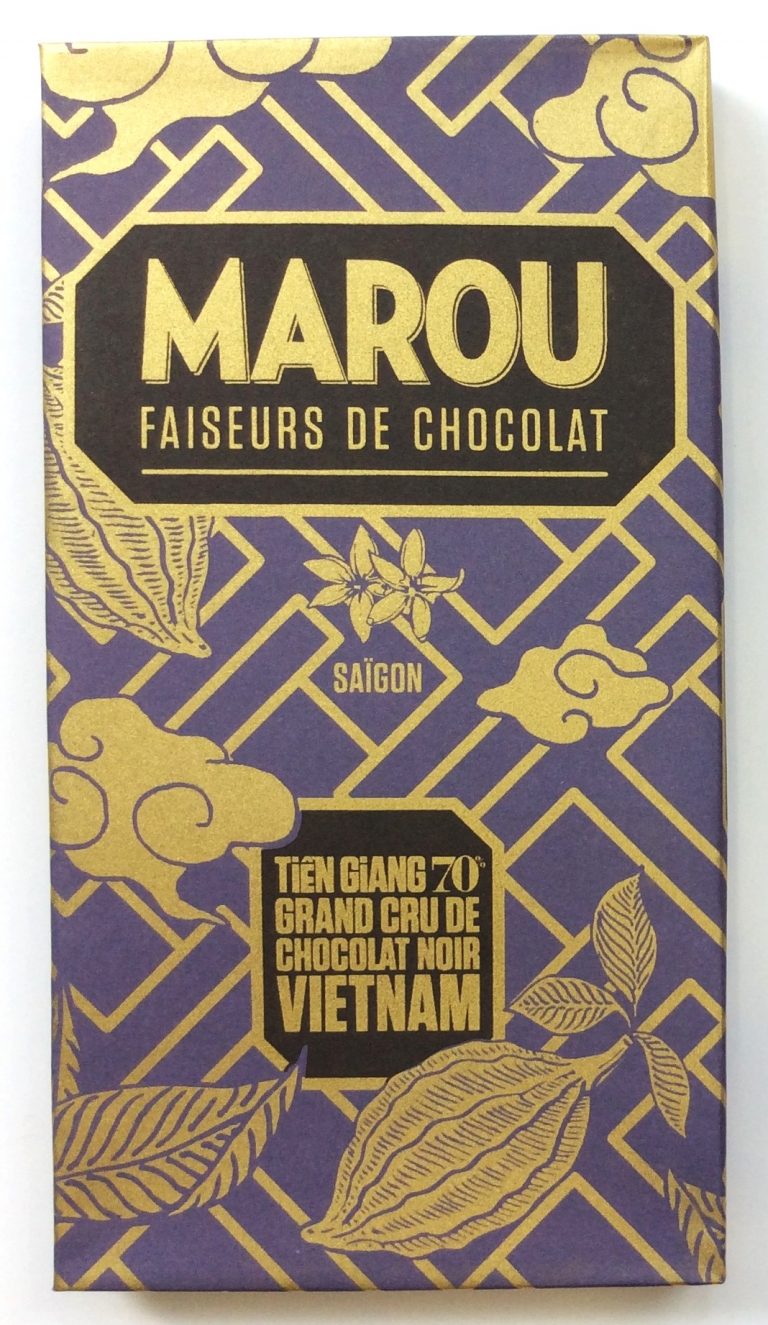 MAROU
FAISEURS DE CHOCOLAT
SAÏGON
TIỀN GIANG 70%
GRAND CRU DE
CHOCOLAT NOIR
VIETNAM